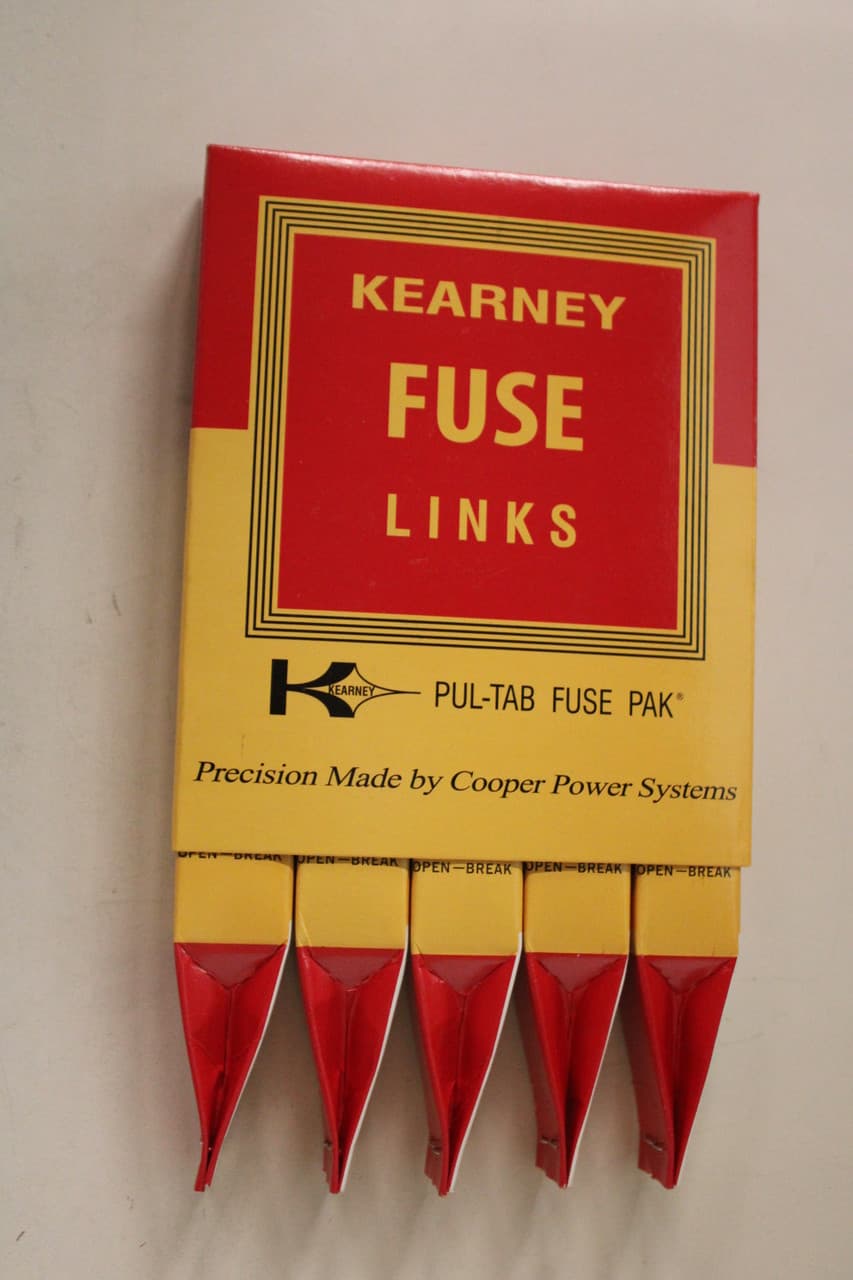 KEARNEY
FUSE
LINKS
KEARNEY PUL-TAB FUSE PAK®
Precision Made by Cooper Power Systems
OPEN—BREAK OPEN—BREAK OPEN—BREAK OPEN—BREAK OPEN—BREAK